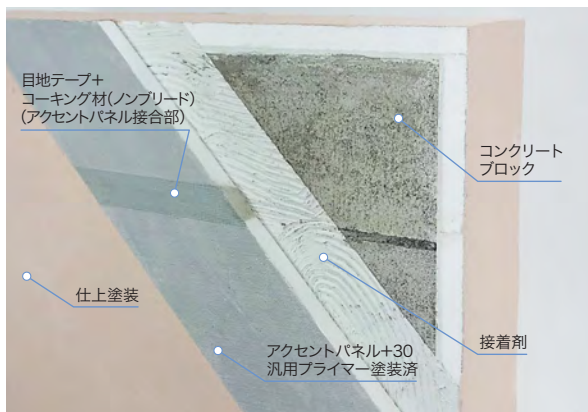 目地テープ+
コーキング材(ノンブリード)
(アクセントパネル接合部)
コンクリート
ブロック
仕上塗装
アクセントパネル+30
汎用プライマー塗装済
接着剤